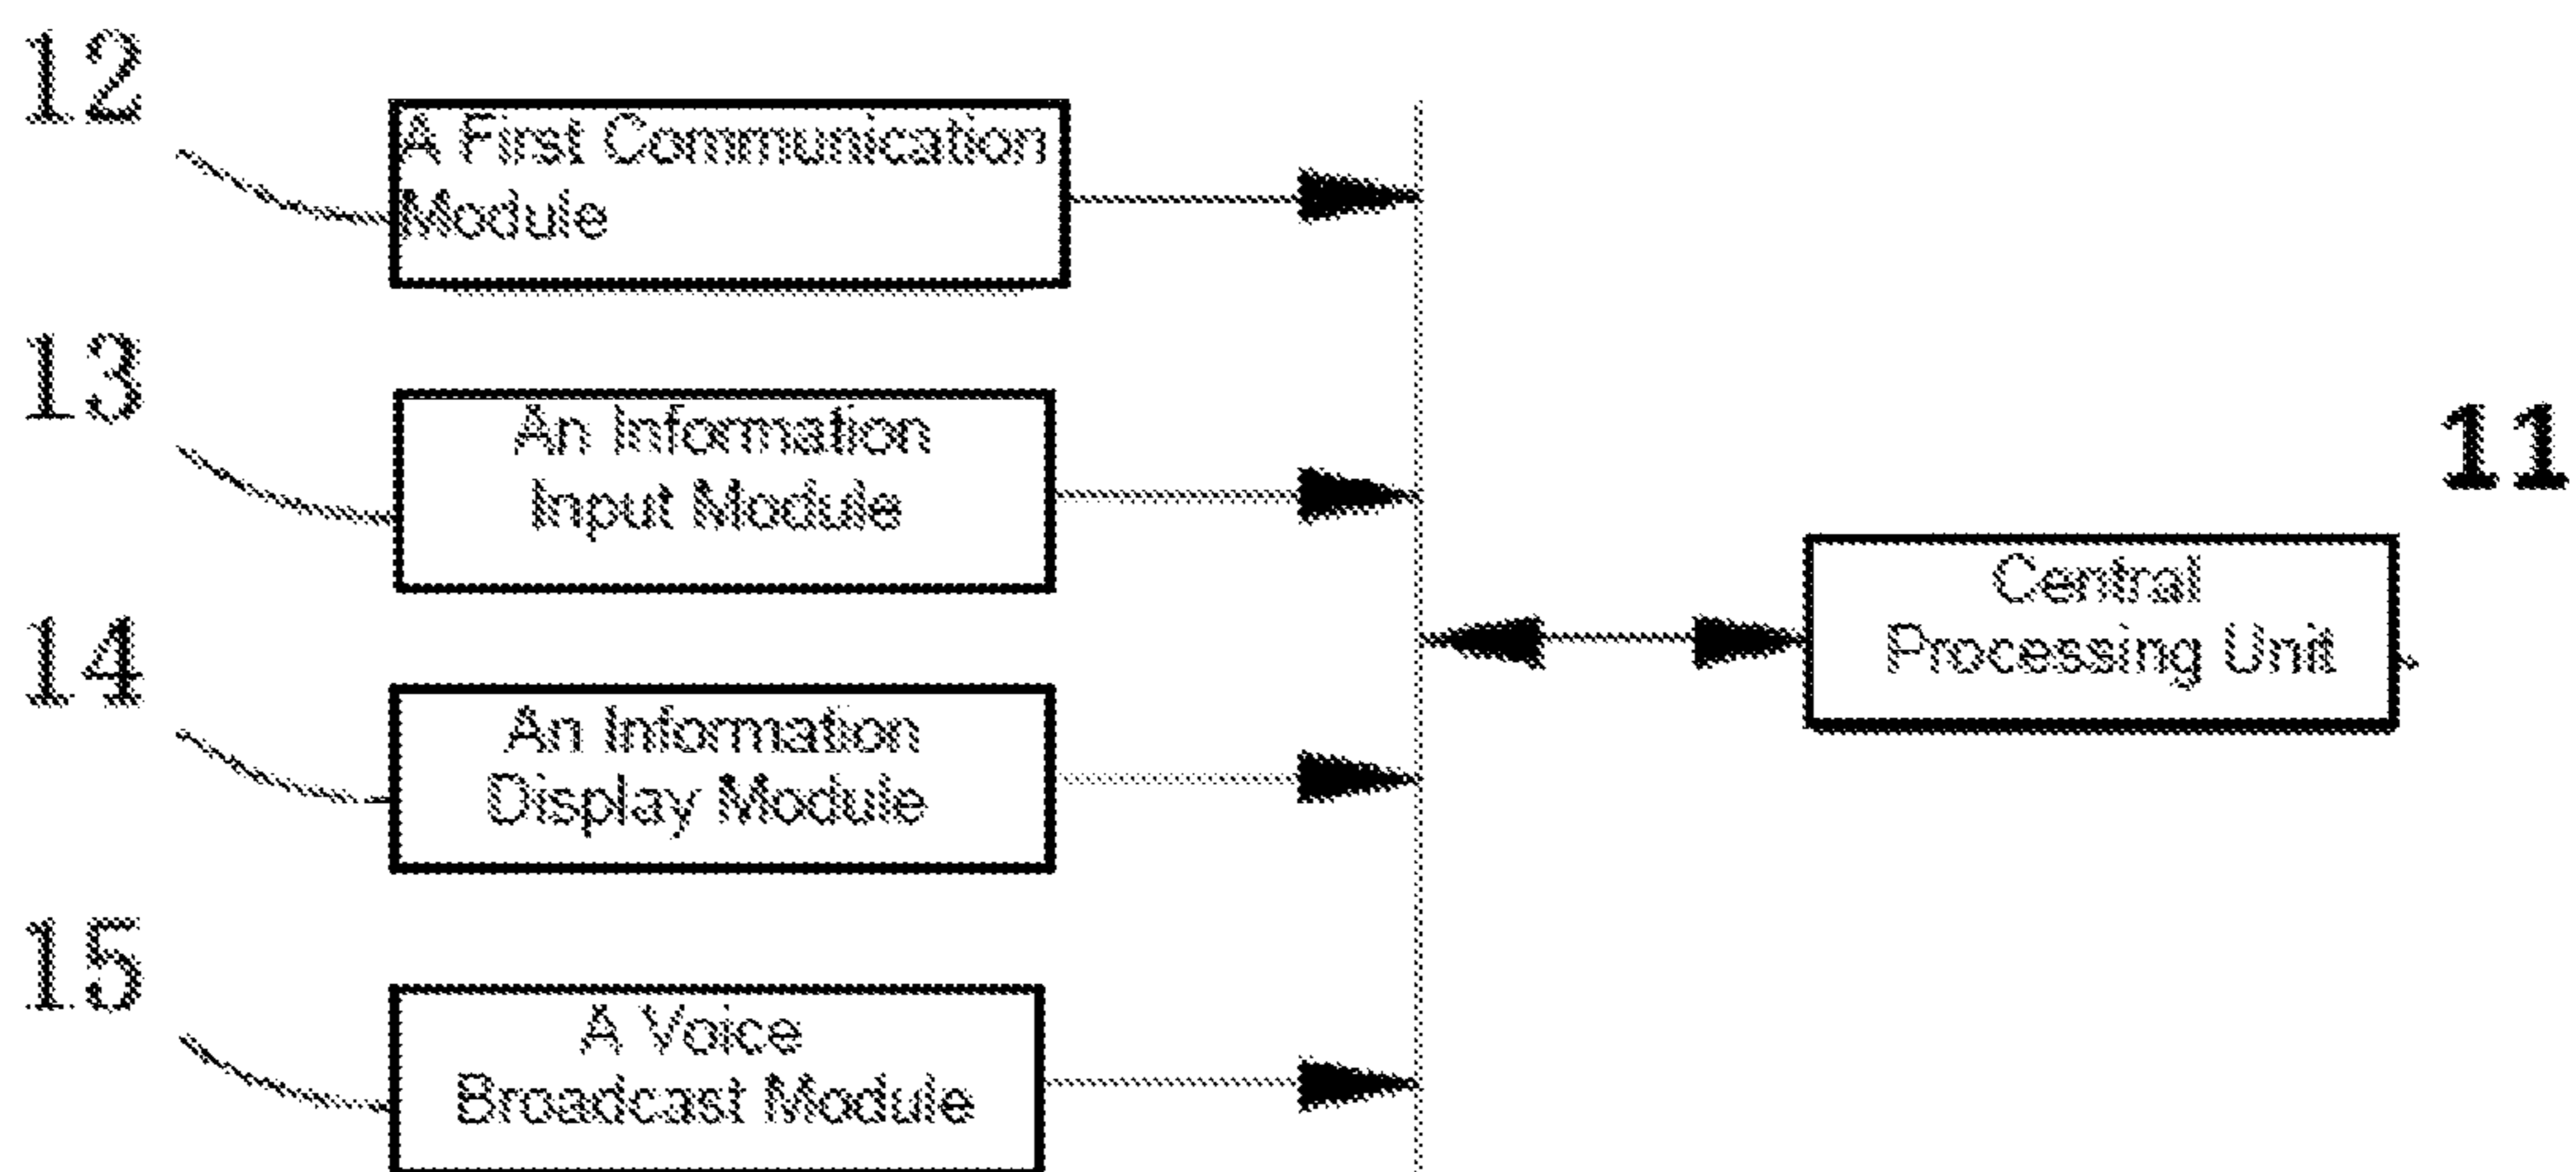 12
A First Communication
Module
13
An Information
Input Module
11
Central
Processing Unit
14
An Information
Display Module
15
A Voice
Broadcast Module